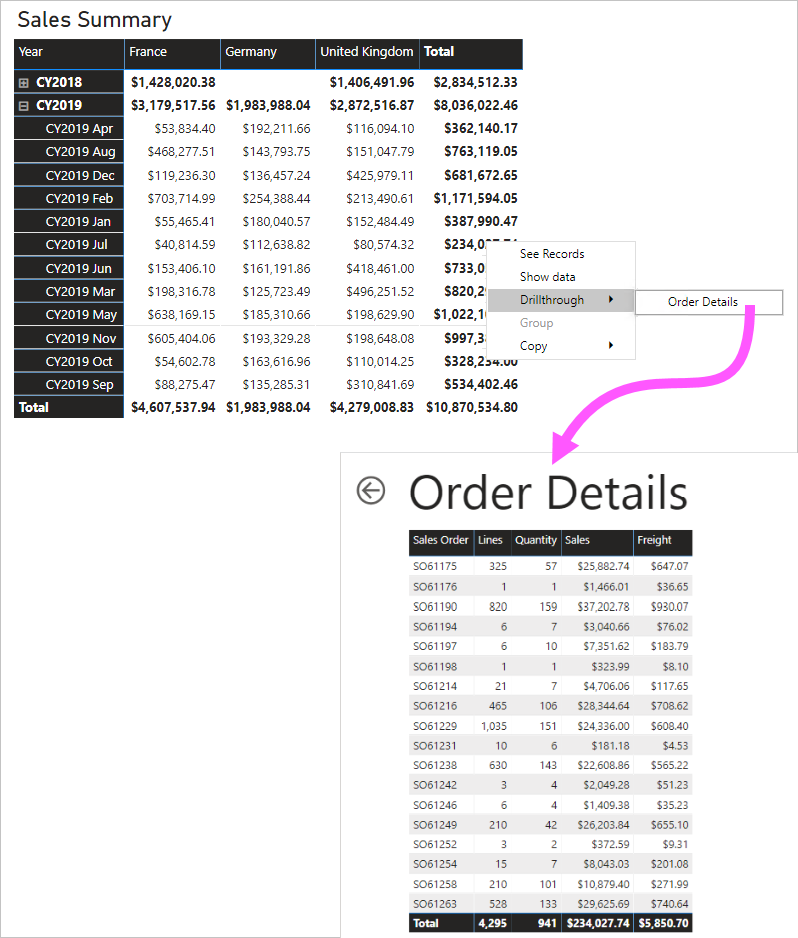 Sales Summary
Year France Germany United Kingdom Total
CY2018 $1,428,020.38 $1,406,491.96 $2,834,512.33
CY2019 $3,179,517.56 $1,983,988.04 $2,872,516.87 $8,036,022.46
CY2019 Apr $53,834.40 $192,211.66 $116,094.10 $362,140.17
CY2019 Aug $468,277.51 $143,793.75 $151,047.79 $763,119.05
CY2019 Dec $119,236.30 $136,457.24 $425,979.11 $681,672.65
CY2019 Feb $703,714.99 $254,388.44 $213,490.61 $1,171,594.05
CY2019 Jan $55,465.41 $180,040.57 $152,484.49 $387,990.47
CY2019 Jul $40,814.59 $112,638.82 $80,574.32
CY2019 Jun $153,406.10 $161,191.86 $418,461.00
CY2019 Mar $198,316.78 $125,723.49 $496,251.52
CY2019 May $638,169.15 $185,310.66 $198,629.90
CY2019 Nov $605,404.06 $193,329.28 $198,648.08
CY2019 Oct $54,602.78 $163,616.96 $110,014.25 $328,234.00
CY2019 Sep $88,275.47 $135,285.31 $310,841.69 $534,402.46
Total $4,607,537.94 $1,983,988.04 $4,279,008.83 $10,870,534.80
See Records
Show data
Drillthrough
Order Details
Group
Copy
Order Details
Sales Order Lines Quantity Sales Freight
SO61175 325 57 $25,882.74 $647.07
SO61176 1 1 $1,466.01 $36.65
SO61190 820 159 $37,202.78 $930.07
SO61194 6 7 $3,040.66 $76.02
SO61197 6 10 $7,351.62 $183.79
SO61198 1 1 $323.99 $8.10
SO61214 21 7 $4,706.06 $117.65
SO61216 465 106 $28,344.64 $708.62
SO61229 1,035 151 $24,336.00 $608.40
SO61231 10 6 $181.18 $4.53
SO61238 630 143 $22,608.86 $565.22
SO61242 3 4 $2,049.28 $51.23
SO61246 6 4 $1,409.38 $35.23
SO61249 210 42 $26,203.84 $655.10
SO61252 3 2 $372.59 $9.31
SO61254 15 7 $8,043.03 $201.08
SO61258 210 101 $10,879.40 $271.99
SO61263 528 133 $29,625.69 $740.64
Total 4,295 941 $234,027.74 $5,850.70